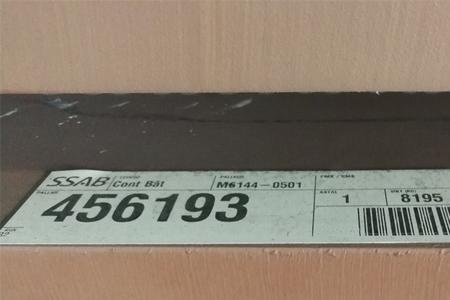 SSAB Cont Båt M6144-0501
456193
ANTAL
1 8195